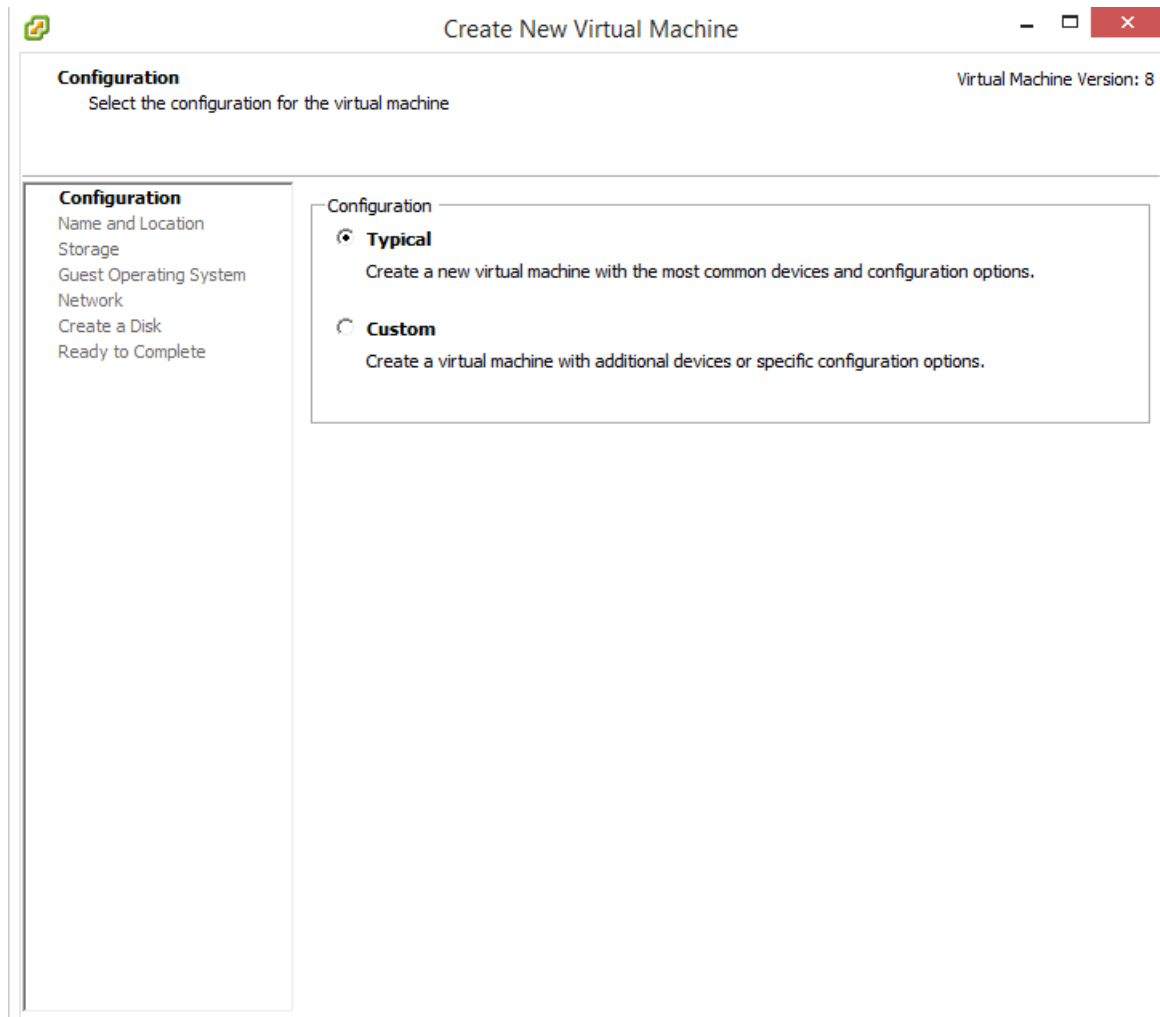 Create New Virtual Machine
Configuration
Virtual Machine Version: 8
Select the configuration for the virtual machine
Configuration
Name and Location
Storage
Guest Operating System
Network
Create a Disk
Ready to Complete
Configuration
Typical
Create a new virtual machine with the most common devices and configuration options.
Custom
Create a virtual machine with additional devices or specific configuration options.